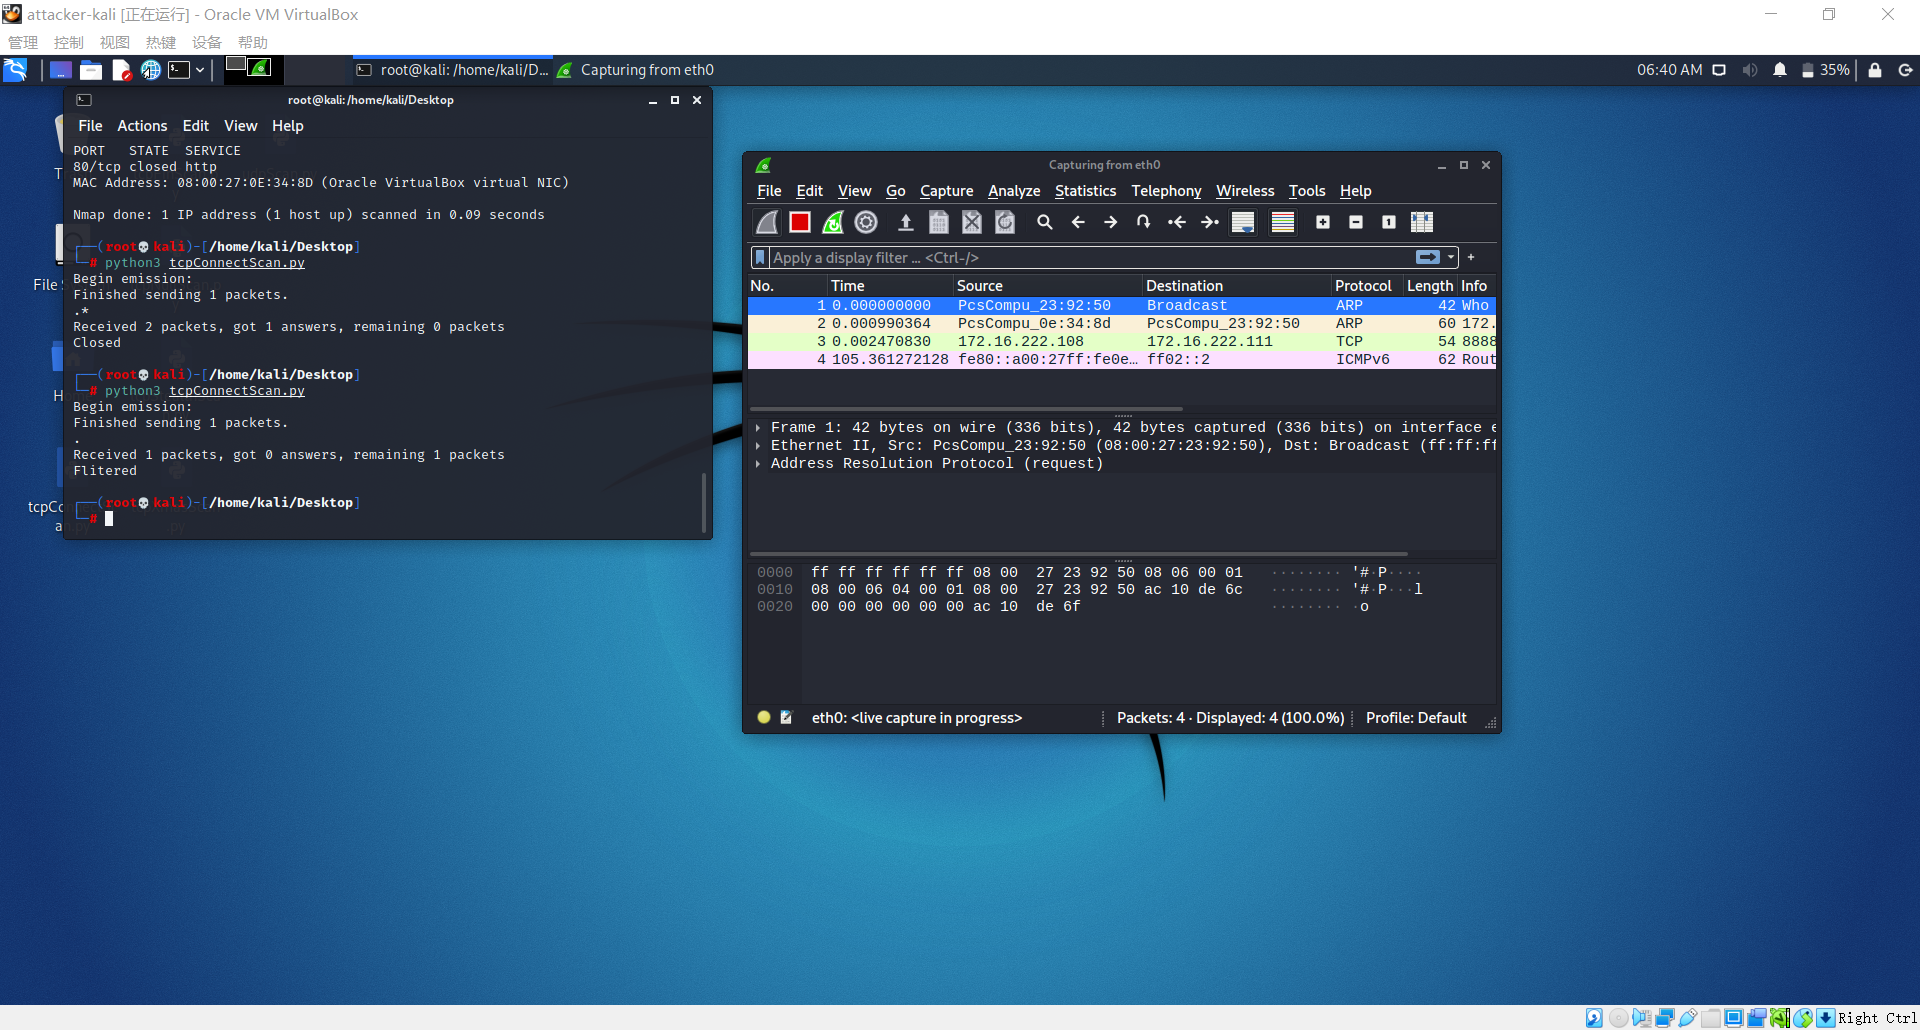 attacker-kali [正在运行] - Oracle VM VirtualBox
管理 控制 视图 热键 设备 帮助
root@kali: /home/kali/D... Capturing from eth0 06:40 AM 35%
root@kali: /home/kali/Desktop
File Actions Edit View Help
PORT STATE SERVICE
80/tcp closed http
MAC Address: 08:00:27:0E:34:8D (Oracle VirtualBox virtual NIC)
Nmap done: 1 IP address (1 host up) scanned in 0.09 seconds
┌──(root💀kali)-[/home/kali/Desktop]
└─# python3 tcpConnectScan.py
Begin emission:
Finished sending 1 packets.
.*
Received 2 packets, got 1 answers, remaining 0 packets
Closed
┌──(root💀kali)-[/home/kali/Desktop]
└─# python3 tcpConnectScan.py
Begin emission:
Finished sending 1 packets.
.
Received 1 packets, got 0 answers, remaining 1 packets
Flitered
┌──(root💀kali)-[/home/kali/Desktop]
└─#
File
tcpCo
Capturing from eth0
File Edit View Go Capture Analyze Statistics Telephony Wireless Tools Help
Apply a display filter ... <Ctrl-/>
No. Time Source Destination Protocol Length Info
1 0.000000000 PcsCompu_23:92:50 Broadcast ARP 42 Who
2 0.000990364 PcsCompu_0e:34:8d PcsCompu_23:92:50 ARP 60 172.
3 0.002470830 172.16.222.108 172.16.222.111 TCP 54 8888
4 105.361272128 fe80::a00:27ff:fe0e… ff02::2 ICMPv6 62 Rout
Frame 1: 42 bytes on wire (336 bits), 42 bytes captured (336 bits) on interface e
Ethernet II, Src: PcsCompu_23:92:50 (08:00:27:23:92:50), Dst: Broadcast (ff:ff:ff
Address Resolution Protocol (request)
0000 ff ff ff ff ff ff 08 00 27 23 92 50 08 06 00 01 ········ '#·P····
0010 08 00 06 04 00 01 08 00 27 23 92 50 ac 10 de 6c ········ '#·P···l
0020 00 00 00 00 00 00 ac 10 de 6f ········ ·o
eth0: <live capture in progress> Packets: 4 · Displayed: 4 (100.0%) Profile: Default
Right Ctrl